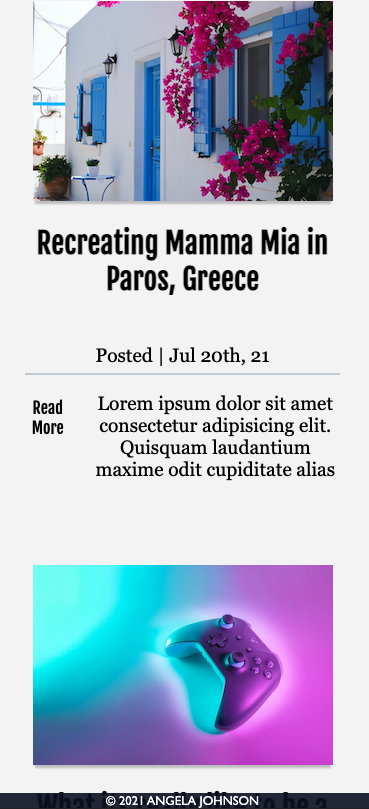 Recreating Mamma Mia in
Paros, Greece
Posted | Jul 20th, 21
Read
More
Lorem ipsum dolor sit amet
consectetur adipisicing elit.
Quisquam laudantium
maxime odit cupiditate alias
© 2021 ANGELA JOHNSON